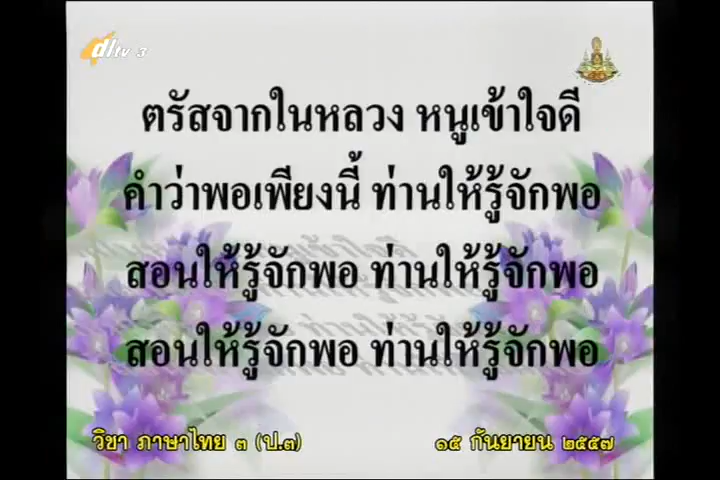 dltv 3
ตรัสจากในหลวง หนูเข้าใจดี
คำว่าพอเพียงนี้ ท่านให้รู้จักพอ
สอนให้รู้จักพอ ท่านให้รู้จักพอ
สอนให้รู้จักพอ ท่านให้รู้จักพอ
วิชา ภาษาไทย ๓ (ป.๓) ๑๕ กันยายน ๒๕๕๗